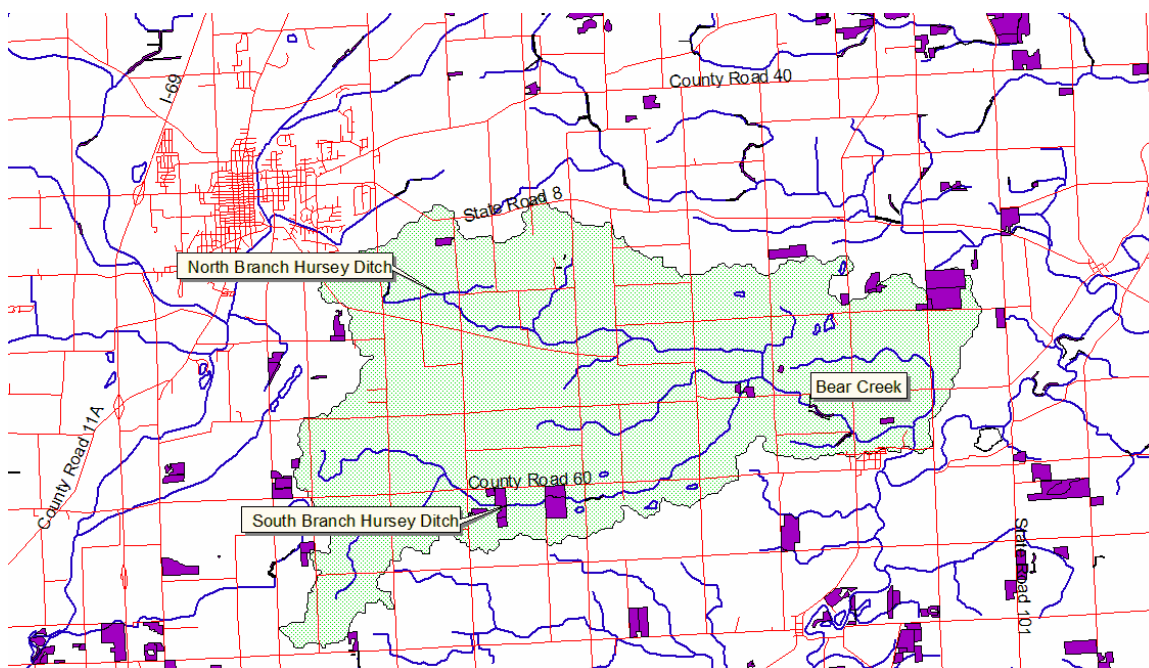 County Road 40
I-69
State Road 8
North Branch Hursey Ditch
Bear Creek
County Road 11A
County Road 60
South Branch Hursey Ditch
State Road 101